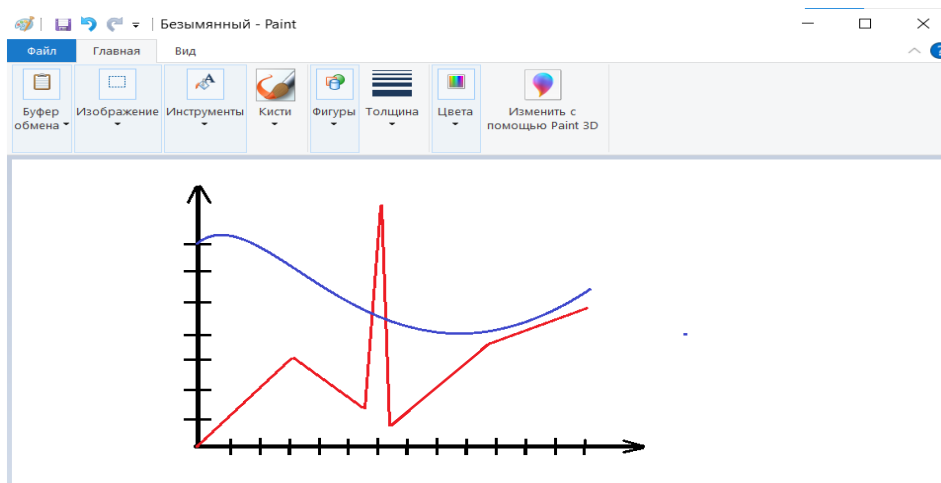 Безымянный - Paint
Файл Главная Вид
Буфер обмена Изображение Инструменты Кисти Фигуры Толщина Цвета Изменить с помощью Paint 3D